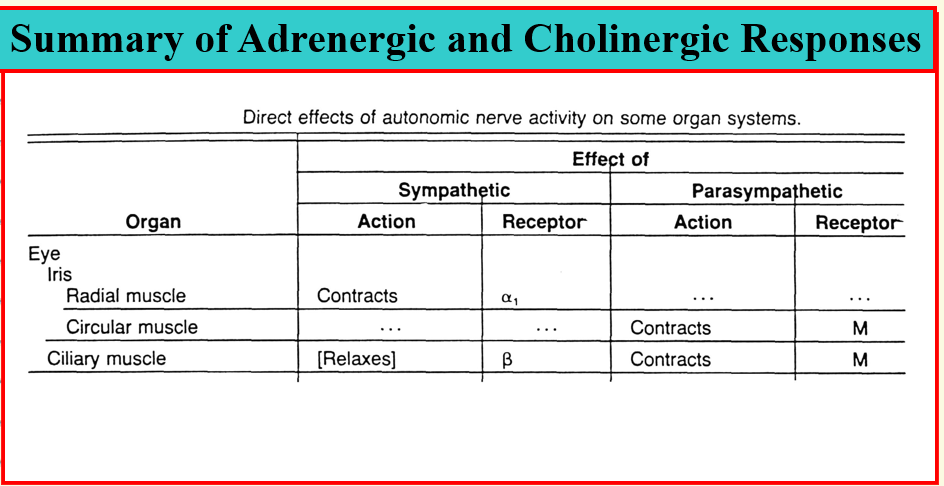 Summary of Adrenergic and Cholinergic Responses
Direct effects of autonomic nerve activity on some organ systems.
Effect of
Sympathetic Parasympathetic
Organ Action Receptor Action Receptor
Eye
Iris
Radial muscle Contracts α₁ ... ...
Circular muscle ... ... Contracts M
Ciliary muscle [Relaxes] β Contracts M